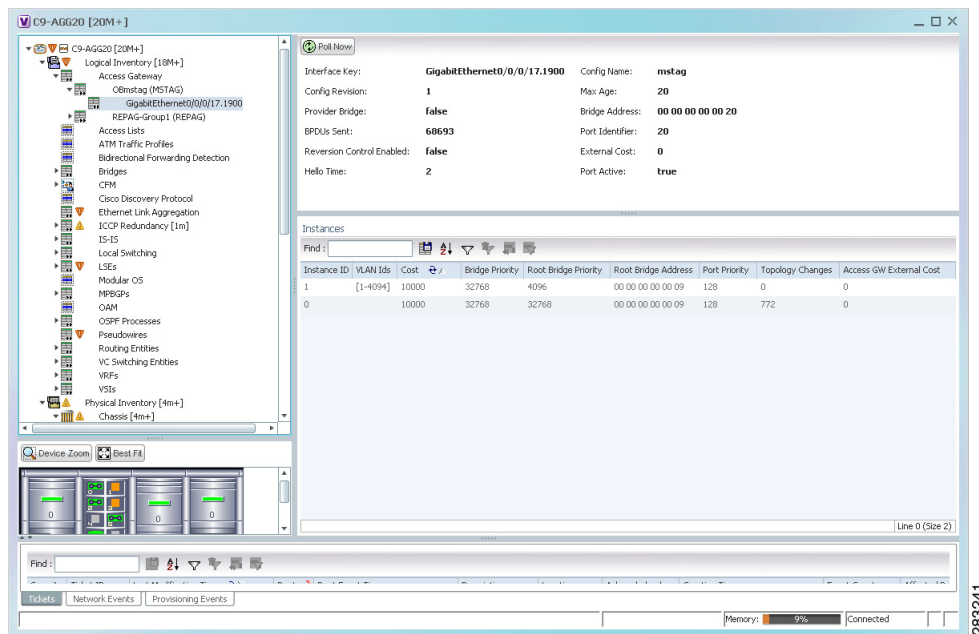 C9-AGG20 [20M+]
C9-AGG20 [20M+]
Logical Inventory [18M+]
Access Gateway
OBmstag (MSTAG)
GigabitEthernet0/0/0/17.1900
REPAG-Group1 (REPAG)
Access Lists
ATM Traffic Profiles
Bidirectional Forwarding Detection
Bridges
CFM
Cisco Discovery Protocol
Ethernet Link Aggregation
ICCP Redundancy [1m]
IS-IS
Local Switching
LSEs
Modular OS
MPBGPs
OAM
OSPF Processes
Pseudowires
Routing Entities
VC Switching Entities
VRFs
VSIs
Physical Inventory [4m+]
Chassis [4m+]
Device Zoom Best Fit
0 0 0
Poll Now
Interface Key: GigabitEthernet0/0/0/17.1900 Config Name: mstag
Config Revision: 1 Max Age: 20
Provider Bridge: false Bridge Address: 00 00 00 00 00 20
BPDUs Sent: 68693 Port Identifier: 20
Reversion Control Enabled: false External Cost: 0
Hello Time: 2 Port Active: true
Instances
Find :
Instance ID VLAN Ids Cost Bridge Priority Root Bridge Priority Root Bridge Address Port Priority Topology Changes Access GW External Cost
1 [1-4094] 10000 32768 4096 00 00 00 00 00 09 128 0 0
0 10000 32768 32768 00 00 00 00 00 09 128 772 0
Line 0 (Size 2)
Find :
Tickets Network Events Provisioning Events
Memory: 9% Connected
283241